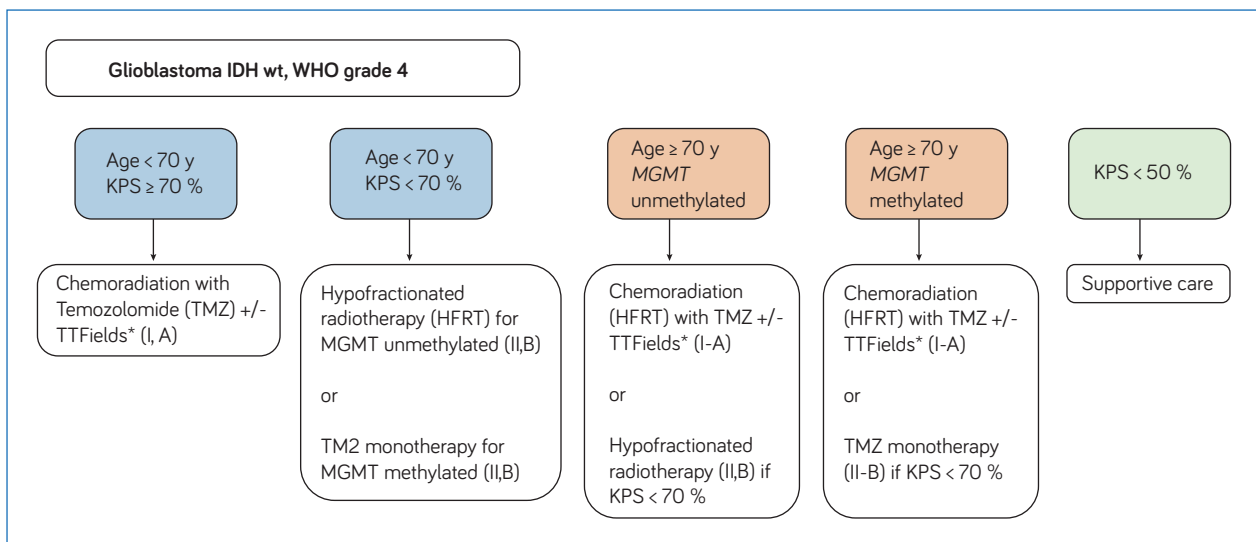 Glioblastoma IDH wt, WHO grade 4
Age < 70 y
KPS ≥ 70 %
Age < 70 y
KPS < 70 %
Age ≥ 70 y
MGMT
unmethylated
Age ≥ 70 y
MGMT
methylated
KPS < 50 %
Chemoradiation with
Temozolomide (TMZ) +/-
TTFields* (I, A)
Hypofractionated
radiotherapy (HFRT) for
MGMT unmethylated (II,B)
or
TM2 monotherapy for
MGMT methylated (II,B)
Chemoradiation
(HFRT) with TMZ +/-
TTFields* (I-A)
or
Hypofractionated
radiotherapy (II,B) if
KPS < 70 %
Chemoradiation
(HFRT) with TMZ +/-
TTFields* (I-A)
or
TMZ monotherapy
(II-B) if KPS < 70 %
Supportive care